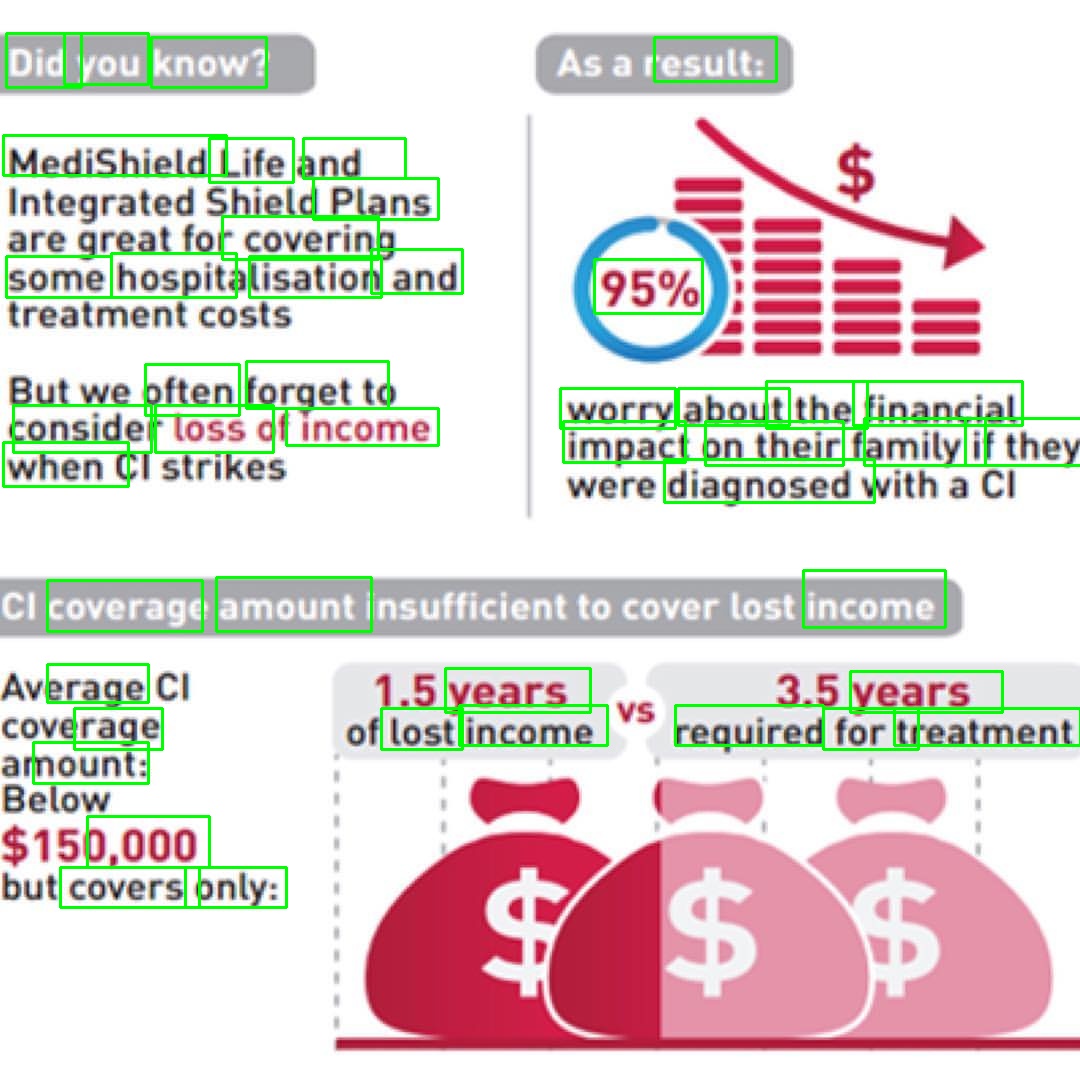 Did you know?
MediShield Life and
Integrated Shield Plans
are great for covering
some hospitalisation and
treatment costs
But we often forget to
consider loss of income
when CI strikes
As a result:
$
95%
worry about the financial
impact on their family if they
were diagnosed with a CI
CI coverage amount insufficient to cover lost income
Average CI
coverage
amount:
Below
$150,000
but covers only:
1.5 years
of lost income
vs
3.5 years
required for treatment
$ $ $